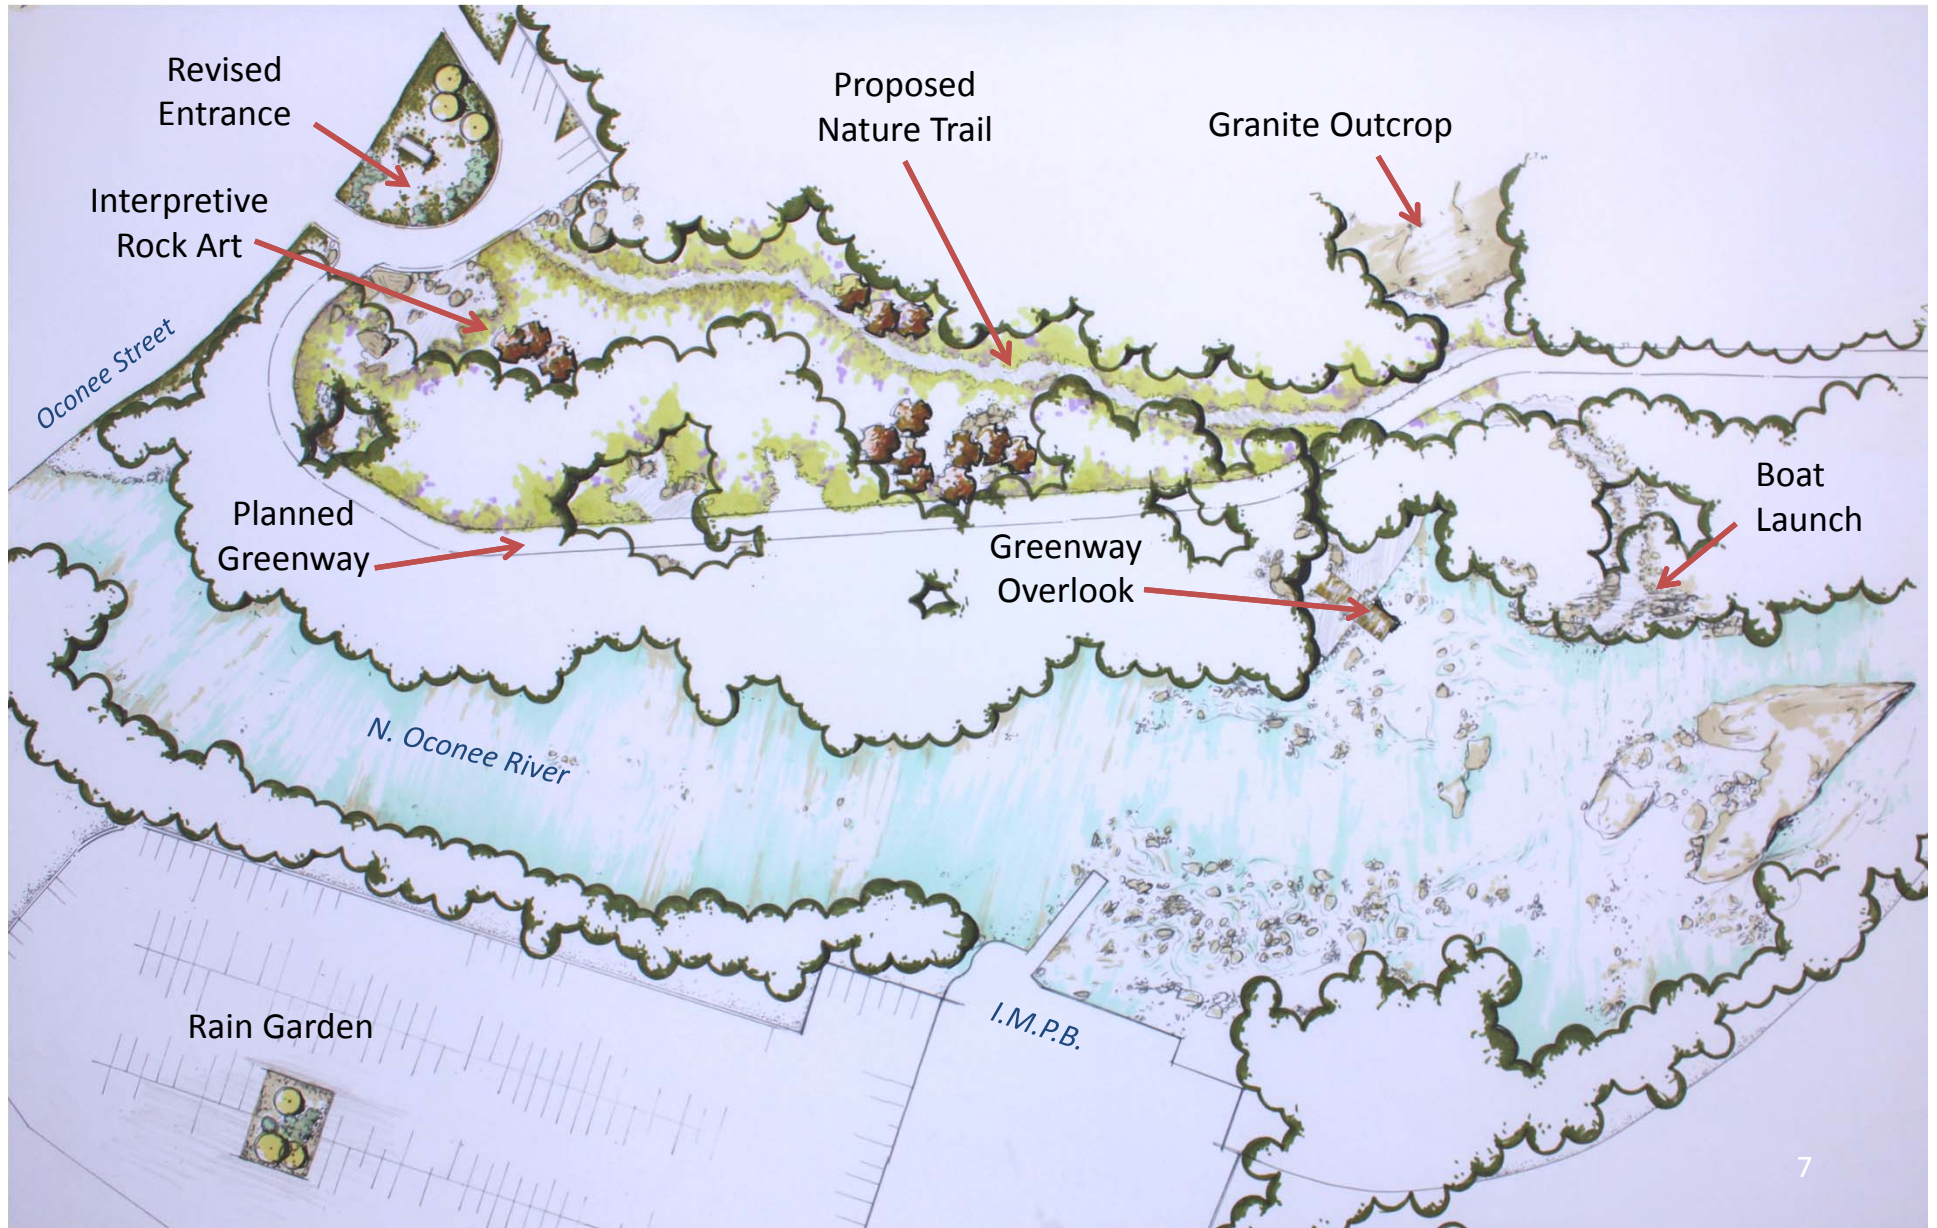 Revised
Entrance
Proposed
Nature Trail
Granite Outcrop
Interpretive
Rock Art
Oconee Street
Boat
Launch
Planned
Greenway
Greenway
Overlook
N. Oconee River
I.M.P.B.
Rain Garden
7